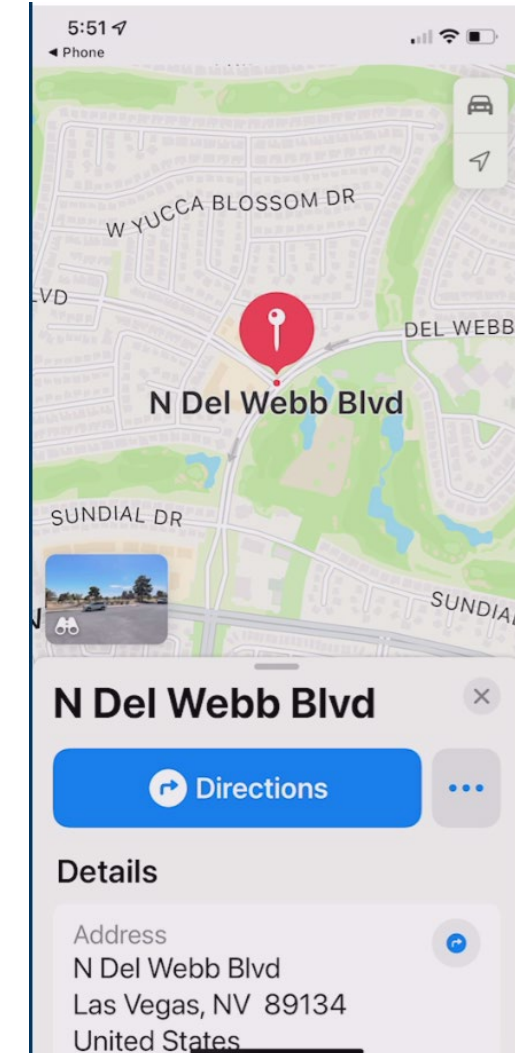 5:51
◀ Phone
W YUCCA BLOSSOM DR
LVD
DEL WEBB
N Del Webb Blvd
SUNDIAL DR
SUNDIAL
N Del Webb Blvd
Directions
Details
Address
N Del Webb Blvd
Las Vegas, NV 89134
United States